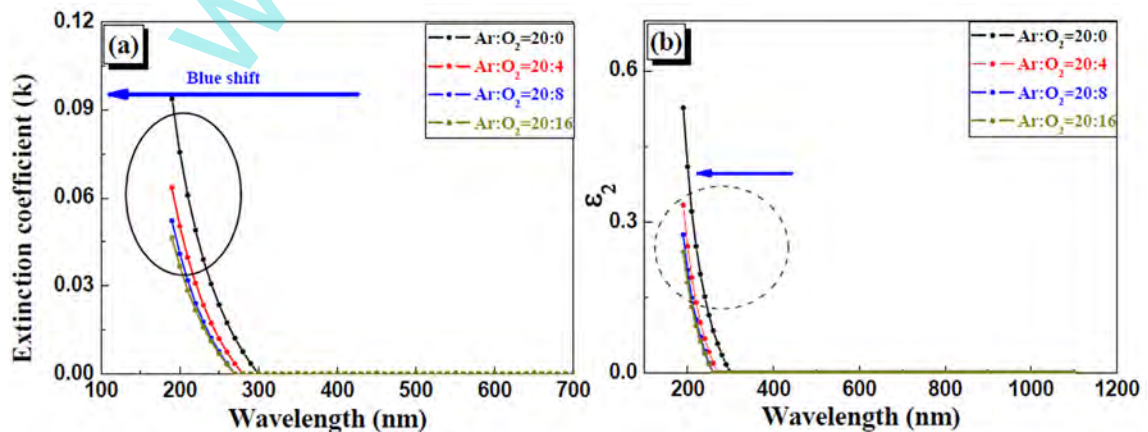 0.12
0.09
0.06
0.03
0.00
Extinction coefficient (k)
(a)
Blue shift
Ar:O₂=20:0
Ar:O₂=20:4
Ar:O₂=20:8
Ar:O₂=20:16
100 200 300 400 500 600 700
Wavelength (nm)
0.6
0.3
0.0
ε₂
(b)
Ar:O₂=20:0
Ar:O₂=20:4
Ar:O₂=20:8
Ar:O₂=20:16
200 400 600 800 1000 1200
Wavelength (nm)